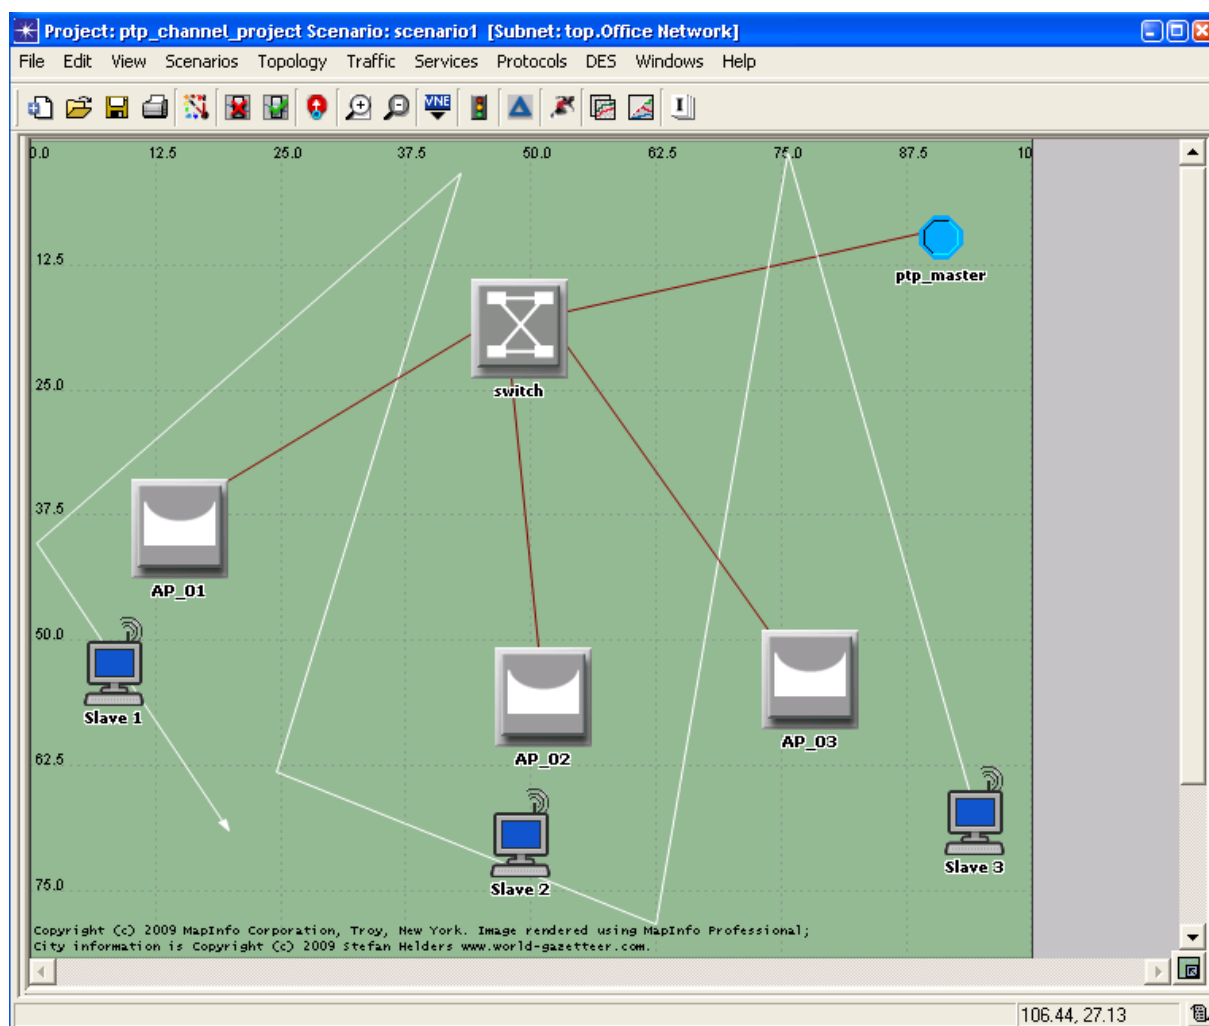 Project: ptp_channel_project Scenario: scenario1 [Subnet: top.Office Network]
File Edit View Scenarios Topology Traffic Services Protocols DES Windows Help
VNE
0.0 12.5 25.0 37.5 50.0 62.5 75.0 87.5 10
12.5
ptp_master
25.0
switch
37.5
AP_01
50.0
Slave 1
AP_03
AP_02
62.5
Slave 3
75.0
Slave 2
Copyright (c) 2009 MapInfo Corporation, Troy, New York. Image rendered using MapInfo Professional;
City information is Copyright (c) 2009 Stefan Helders www.world-gazetteer.com.
106.44, 27.13